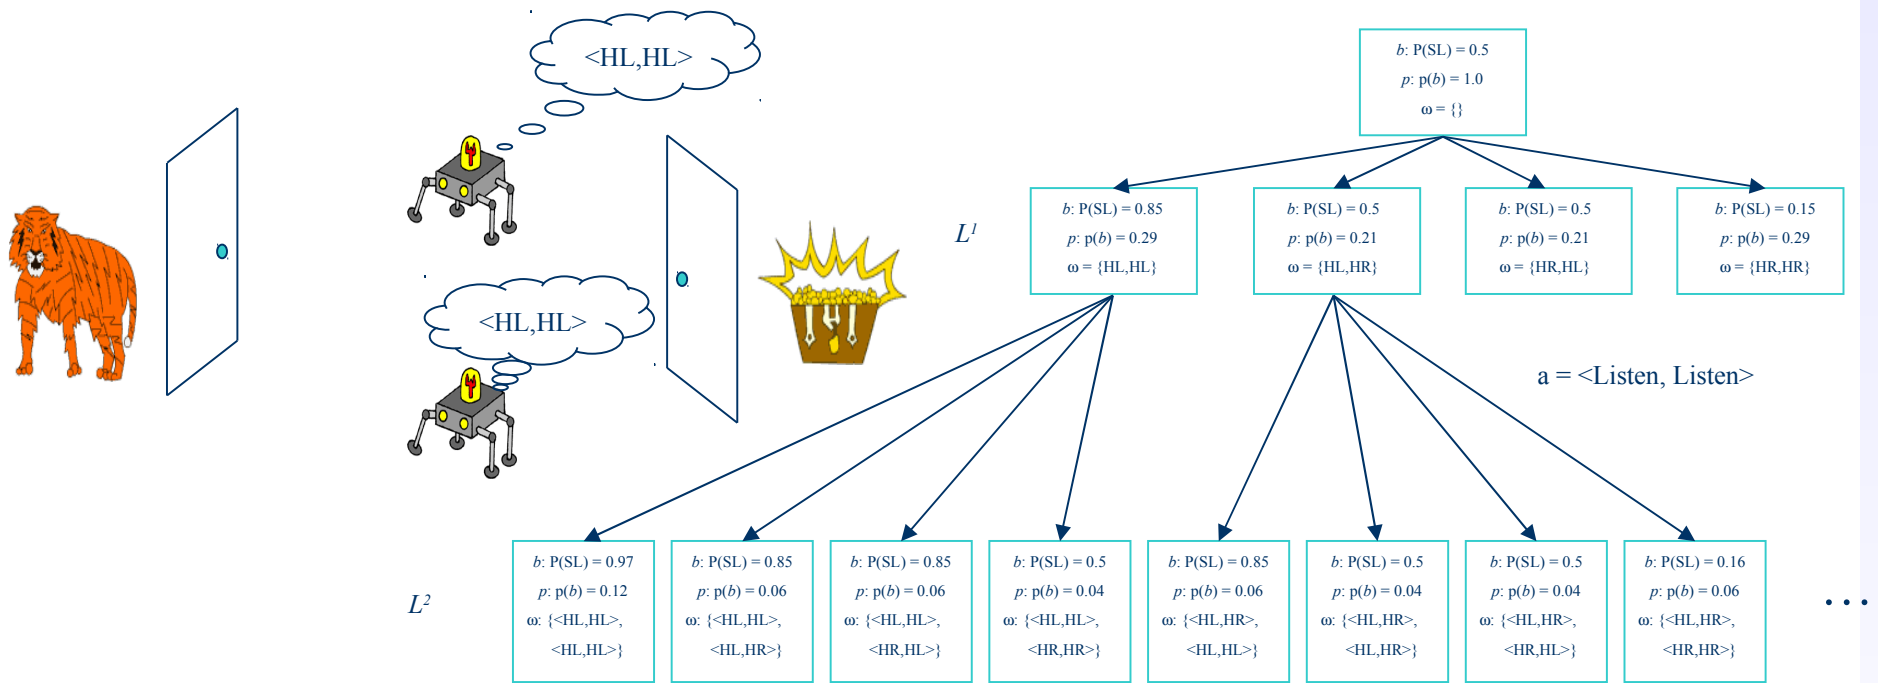 <HL,HL>
<HL,HL>
b: P(SL) = 0.5
p: p(b) = 1.0
ω = {}
L¹
b: P(SL) = 0.85
p: p(b) = 0.29
ω = {HL,HL}
b: P(SL) = 0.5
p: p(b) = 0.21
ω = {HL,HR}
b: P(SL) = 0.5
p: p(b) = 0.21
ω = {HR,HL}
b: P(SL) = 0.15
p: p(b) = 0.29
ω = {HR,HR}
a = <Listen, Listen>
L²
b: P(SL) = 0.97
p: p(b) = 0.12
ω: {<HL,HL>,
<HL,HL>}
b: P(SL) = 0.85
p: p(b) = 0.06
ω: {<HL,HL>,
<HL,HR>}
b: P(SL) = 0.85
p: p(b) = 0.06
ω: {<HL,HL>,
<HR,HL>}
b: P(SL) = 0.5
p: p(b) = 0.04
ω: {<HL,HL>,
<HR,HR>}
b: P(SL) = 0.85
p: p(b) = 0.06
ω: {<HL,HR>,
<HL,HL>}
b: P(SL) = 0.5
p: p(b) = 0.04
ω: {<HL,HR>,
<HL,HR>}
b: P(SL) = 0.5
p: p(b) = 0.04
ω: {<HL,HR>,
<HR,HL>}
b: P(SL) = 0.16
p: p(b) = 0.06
ω: {<HL,HR>,
<HR,HR>}
...